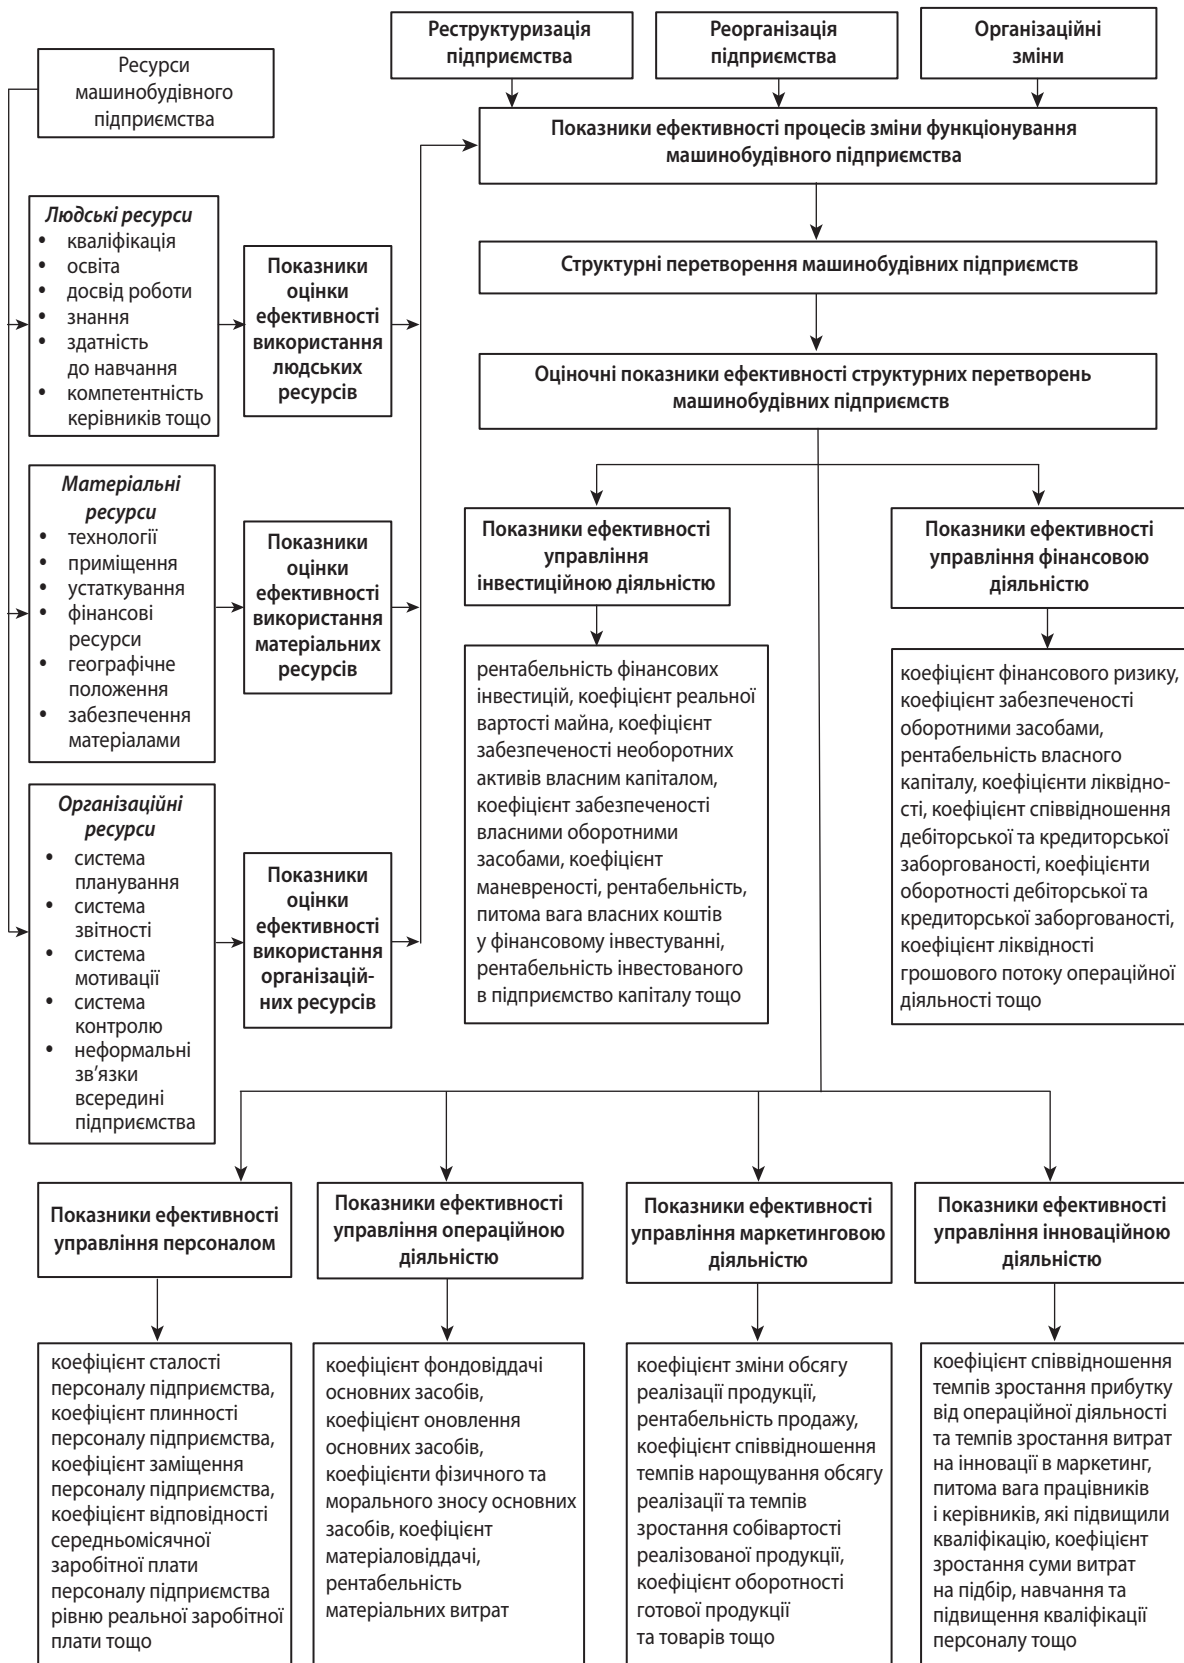 Реструктуризація
підприємства
Реорганізація
підприємства
Організаційні
зміни
Ресурси
машинобудівного
підприємства
Показники ефективності процесів зміни функціонування
машинобудівного підприємства
Людські ресурси
• кваліфікація
• освіта
• досвід роботи
• знання
• здатність
до навчання
• компетентність
керівників тощо
Показники
оцінки
ефективності
використання
людських
ресурсів
Структурні перетворення машинобудівних підприємств
Оціночні показники ефективності структурних перетворень
машинобудівних підприємств
Матеріальні
ресурси
• технології
• приміщення
• устаткування
• фінансові
ресурси
• географічне
положення
• забезпечення
матеріалами
Показники
оцінки
ефективності
використання
матеріальних
ресурсів
Показники ефективності
управління
інвестиційною діяльністю
Показники ефективності
управління фінансовою
діяльністю
рентабельність фінансових
інвестицій, коефіцієнт реальної
вартості майна, коефіцієнт
забезпеченості необоротних
активів власним капіталом,
коефіцієнт забезпеченості
власними оборотними
засобами, коефіцієнт
маневреності, рентабельність,
питома вага власних коштів
у фінансовому інвестуванні,
рентабельність інвестованого
в підприємство капіталу тощо
коефіцієнт фінансового ризику,
коефіцієнт забезпеченості
оборотними засобами,
рентабельність власного
капіталу, коефіцієнти ліквідно-
сті, коефіцієнт співвідношення
дебіторської та кредиторської
заборгованості, коефіцієнти
оборотності дебіторської та
кредиторської заборгованості,
коефіцієнт ліквідності
грошового потоку операційної
діяльності тощо
Організаційні
ресурси
• система
планування
• система
звітності
• система
мотивації
• система
контролю
• неформальні
зв'язки
всередині
підприємства
Показники
оцінки
ефективності
використання
організацій-
них ресурсів
Показники ефективності
управління персоналом
Показники ефективності
управління операційною
діяльністю
Показники ефективності
управління маркетинговою
діяльністю
Показники ефективності
управління інноваційною
діяльністю
коефіцієнт сталості
персоналу підприємства,
коефіцієнт плинності
персоналу підприємства,
коефіцієнт заміщення
персоналу підприємства,
коефіцієнт відповідності
середньомісячної
заробітної плати
персоналу підприємства
рівню реальної заробітної
плати тощо
коефіцієнт фондовіддачі
основних засобів,
коефіцієнт оновлення
основних засобів,
коефіцієнти фізичного та
морального зносу основних
засобів, коефіцієнт
матеріаловіддачі,
рентабельність
матеріальних витрат
коефіцієнт зміни обсягу
реалізації продукції,
рентабельність продажу,
коефіцієнт співвідношення
темпів нарощування обсягу
реалізації та темпів
зростання собівартості
реалізованої продукції,
коефіцієнт оборотності
готової продукції
та товарів тощо
коефіцієнт співвідношення
темпів зростання прибутку
від операційної діяльності
та темпів зростання витрат
на інновації в маркетинг,
питома вага працівників
і керівників, які підвищили
кваліфікацію, коефіцієнт
зростання суми витрат
на підбір, навчання та
підвищення кваліфікації
персоналу тощо